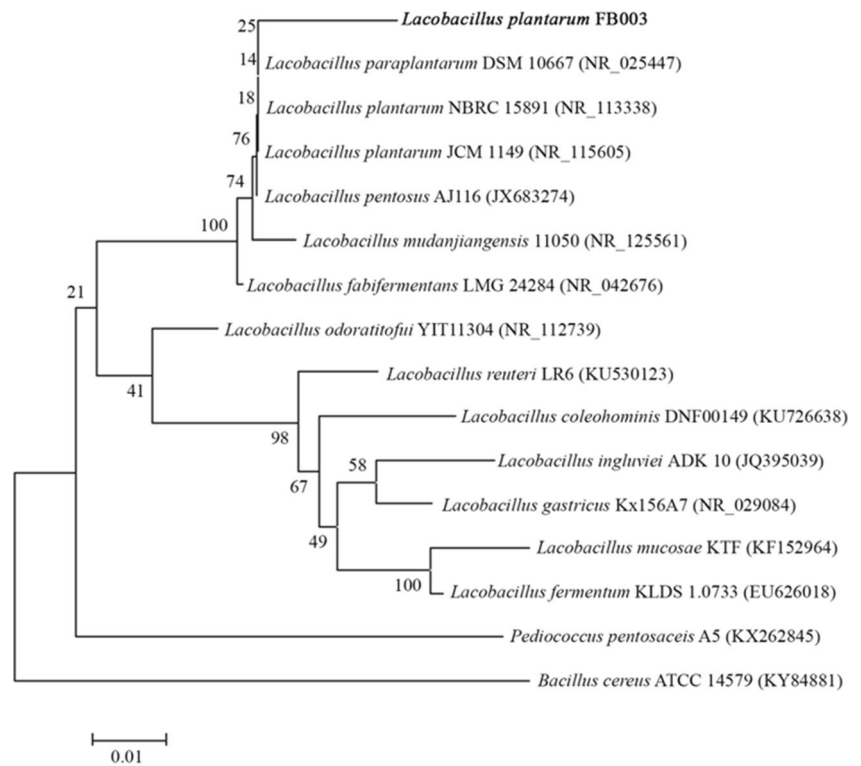 Lacobacillus plantarum FB003
25
14
Lacobacillus paraplantarum DSM 10667 (NR_025447)
18
Lacobacillus plantarum NBRC 15891 (NR_113338)
76
Lacobacillus plantarum JCM 1149 (NR_115605)
74
Lacobacillus pentosus AJ116 (JX683274)
100
Lacobacillus mudanjiangensis 11050 (NR_125561)
Lacobacillus fabifermentans LMG 24284 (NR_042676)
21
Lacobacillus odoratitofui YIT11304 (NR_112739)
41
Lacobacillus reuteri LR6 (KU530123)
Lacobacillus coleohominis DNF00149 (KU726638)
98
58
Lacobacillus ingluviei ADK 10 (JQ395039)
67
Lacobacillus gastricus Kx156A7 (NR_029084)
49
Lacobacillus mucosae KTF (KF152964)
100
Lacobacillus fermentum KLDS 1.0733 (EU626018)
Pediococcus pentosaceis A5 (KX262845)
Bacillus cereus ATCC 14579 (KY84881)
0.01